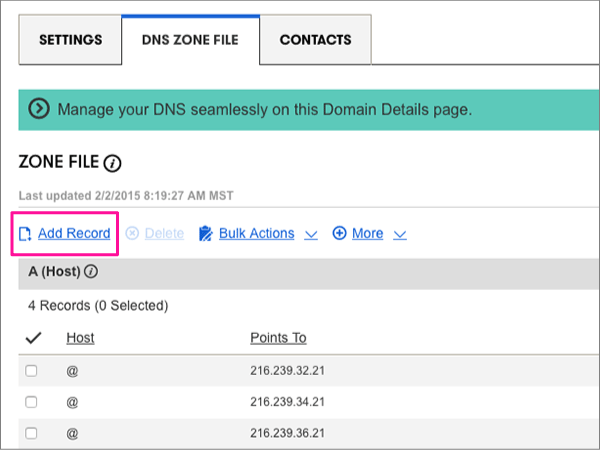 SETTINGS DNS ZONE FILE CONTACTS
Manage your DNS seamlessly on this Domain Details page.
ZONE FILE
Last updated 2/2/2015 8:19:27 AM MST
Add Record Delete Bulk Actions More
A (Host)
4 Records (0 Selected)
Host Points To
@ 216.239.32.21
@ 216.239.34.21
@ 216.239.36.21